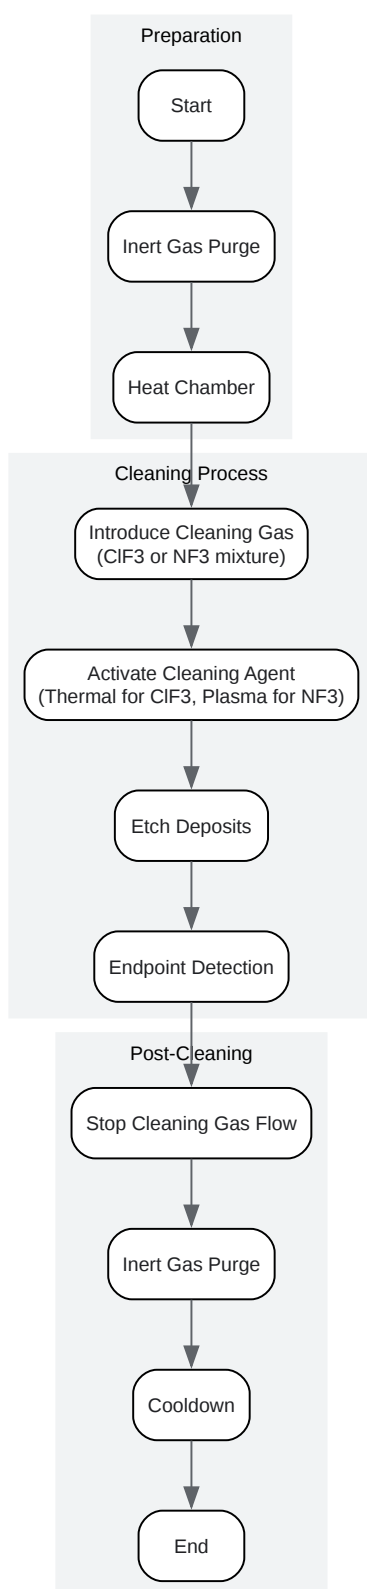 Preparation
Start
Inert Gas Purge
Heat Chamber
Cleaning Process
Introduce Cleaning Gas
(ClF3 or NF3 mixture)
Activate Cleaning Agent
(Thermal for ClF3, Plasma for NF3)
Etch Deposits
Endpoint Detection
Post-Cleaning
Stop Cleaning Gas Flow
Inert Gas Purge
Cooldown
End